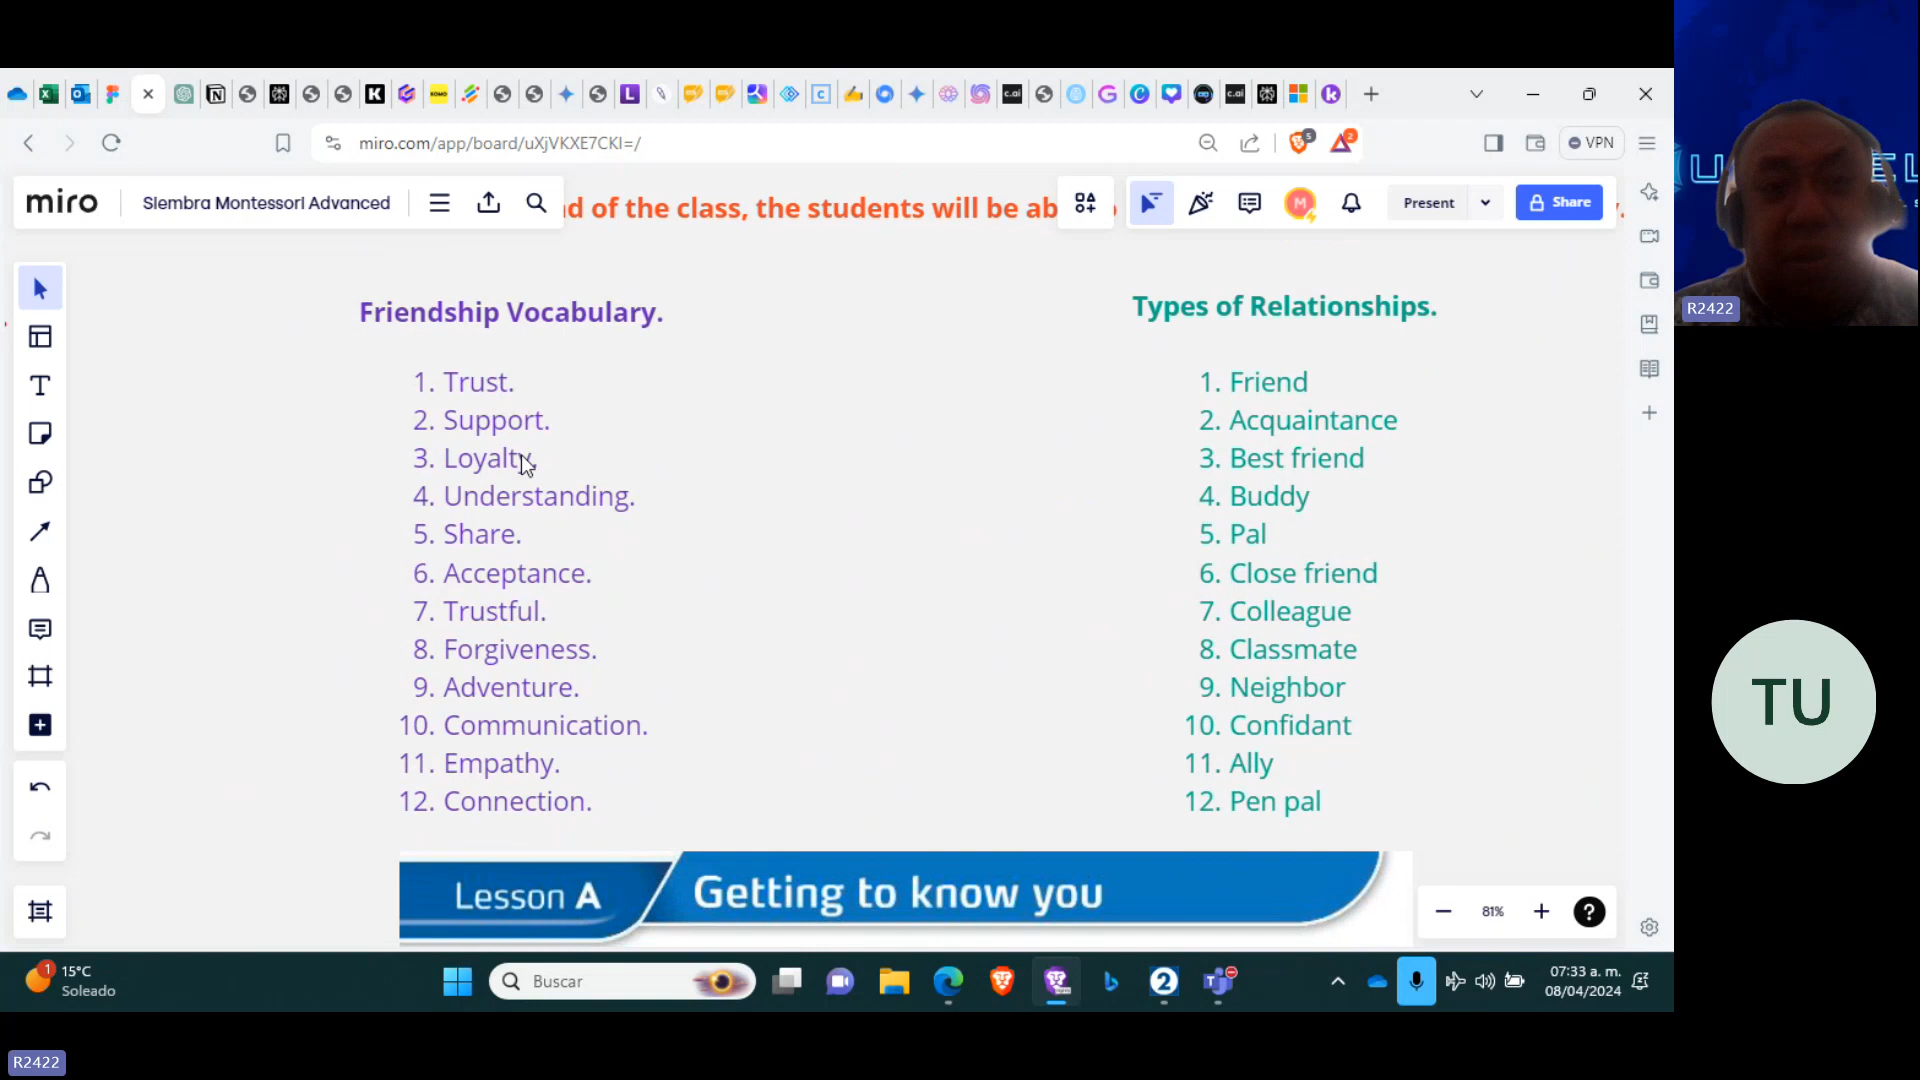 miro.com/app/board/uXjVKXE7CKI=/
5
2
VPN
miro
Siembra Montessori Advanced
d of the class, the students will be ab
M
Present
Share
Friendship Vocabulary.
1. Trust.
2. Support.
3. Loyalty.
4. Understanding.
5. Share.
6. Acceptance.
7. Trustful.
8. Forgiveness.
9. Adventure.
10. Communication.
11. Empathy.
12. Connection.
Types of Relationships.
1. Friend
2. Acquaintance
3. Best friend
4. Buddy
5. Pal
6. Close friend
7. Colleague
8. Classmate
9. Neighbor
10. Confidant
11. Ally
12. Pen pal
Lesson A Getting to know you
81%
1
15°C
Soleado
Buscar
07:33 a. m.
08/04/2024
R2422
TU
R2422